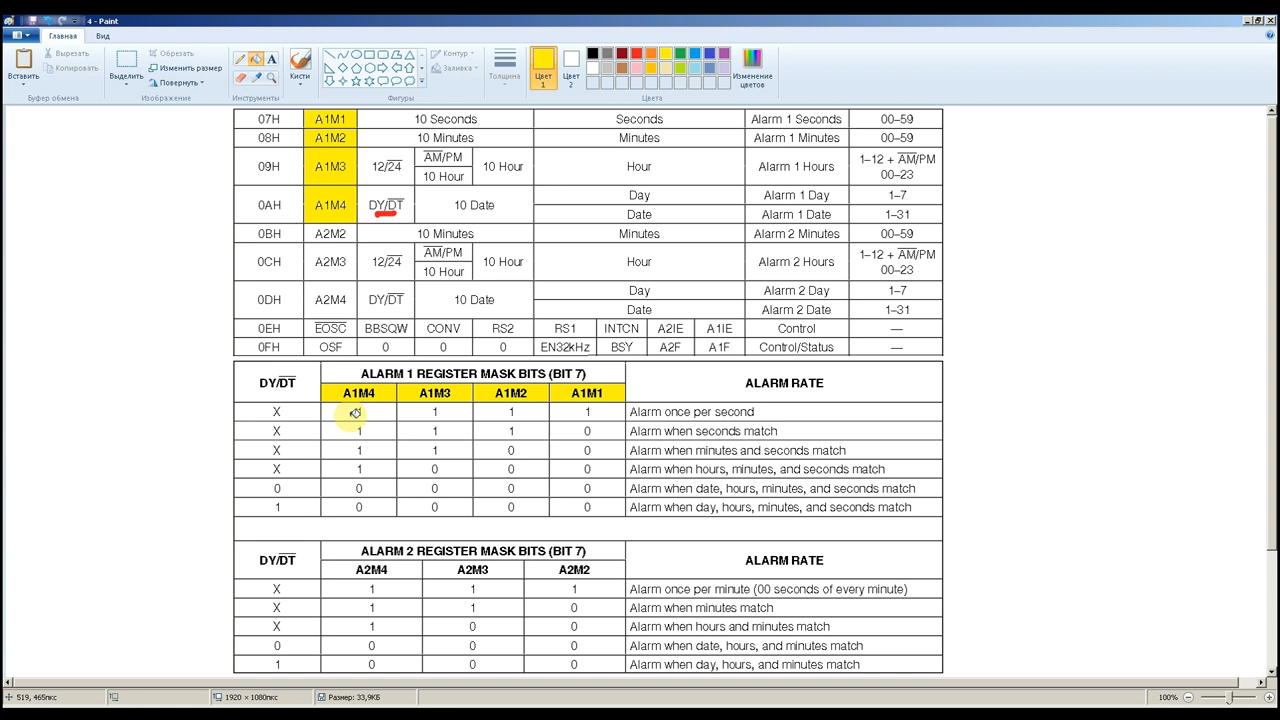 4 - Paint
Главная Вид
Вставить
Вырезать
Копировать
Буфер обмена
Выделить
Обрезать
Изменить размер
Повернуть
Изображение
A
Инструменты
Кисти
Контур
Заливка
Фигуры
Толщина
Цвет 1
Цвет 2
Цвета
Изменение цветов
07H A1M1 10 Seconds Seconds Alarm 1 Seconds 00–59
08H A1M2 10 Minutes Minutes Alarm 1 Minutes 00–59
09H A1M3 12/24 AM/PM 10 Hour 10 Hour Hour Alarm 1 Hours 1–12 + AM/PM 00–23
0AH A1M4 DY/DT 10 Date Day Alarm 1 Day 1–7
Date Alarm 1 Date 1–31
0BH A2M2 10 Minutes Minutes Alarm 2 Minutes 00–59
0CH A2M3 12/24 AM/PM 10 Hour 10 Hour Hour Alarm 2 Hours 1–12 + AM/PM 00–23
0DH A2M4 DY/DT 10 Date Day Alarm 2 Day 1–7
Date Alarm 2 Date 1–31
0EH EOSC BBSQW CONV RS2 RS1 INTCN A2IE A1IE Control —
0FH OSF 0 0 0 EN32kHz BSY A2F A1F Control/Status —
DY/DT ALARM 1 REGISTER MASK BITS (BIT 7) ALARM RATE
A1M4 A1M3 A1M2 A1M1
X 1 1 1 Alarm once per second
X 1 1 1 0 Alarm when seconds match
X 1 1 0 0 Alarm when minutes and seconds match
X 1 0 0 0 Alarm when hours, minutes, and seconds match
0 0 0 0 0 Alarm when date, hours, minutes, and seconds match
1 0 0 0 0 Alarm when day, hours, minutes, and seconds match
DY/DT ALARM 2 REGISTER MASK BITS (BIT 7) ALARM RATE
A2M4 A2M3 A2M2
X 1 1 1 Alarm once per minute (00 seconds of every minute)
X 1 1 0 Alarm when minutes match
X 1 0 0 Alarm when hours and minutes match
0 0 0 0 Alarm when date, hours, and minutes match
1 0 0 0 Alarm when day, hours, and minutes match
519, 465пкс 1920 × 1080пкс Размер: 33,9КБ 100%